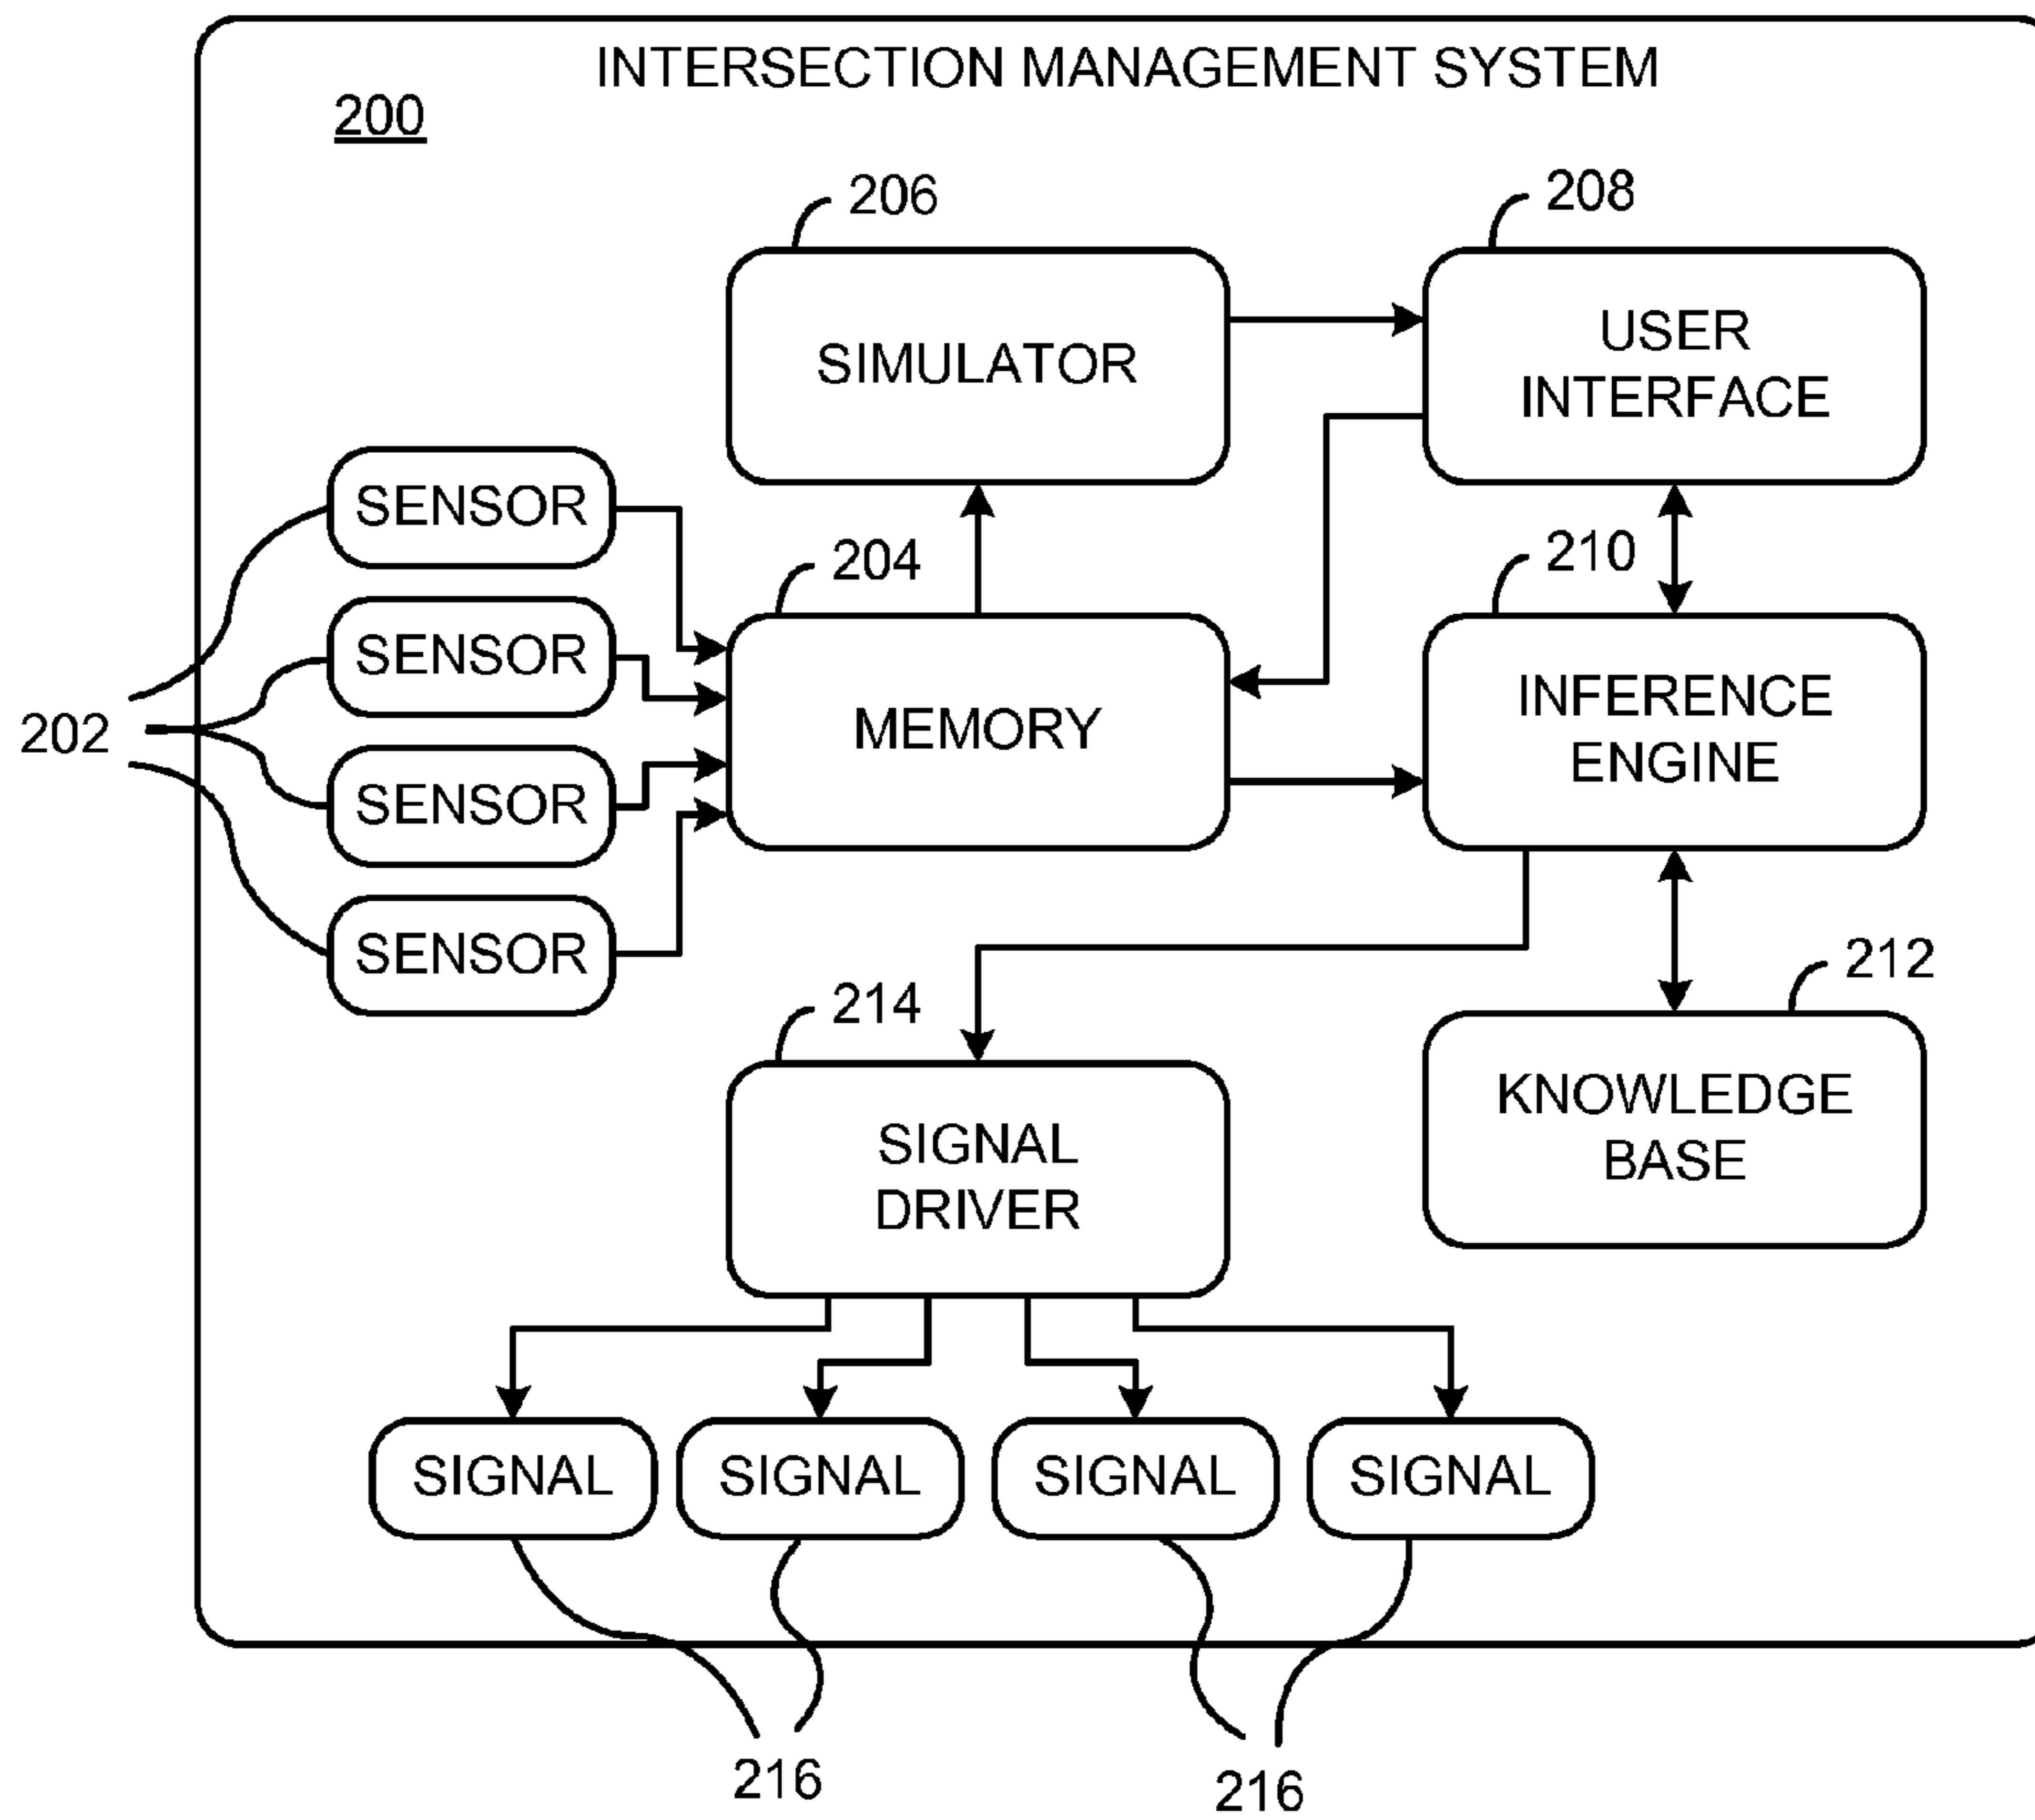 INTERSECTION MANAGEMENT SYSTEM
200
206
208
SIMULATOR
USER
INTERFACE
SENSOR
SENSOR
SENSOR
SENSOR
202
204
MEMORY
210
INFERENCE
ENGINE
212
KNOWLEDGE
BASE
214
SIGNAL
DRIVER
SIGNAL
SIGNAL
SIGNAL
SIGNAL
216
216